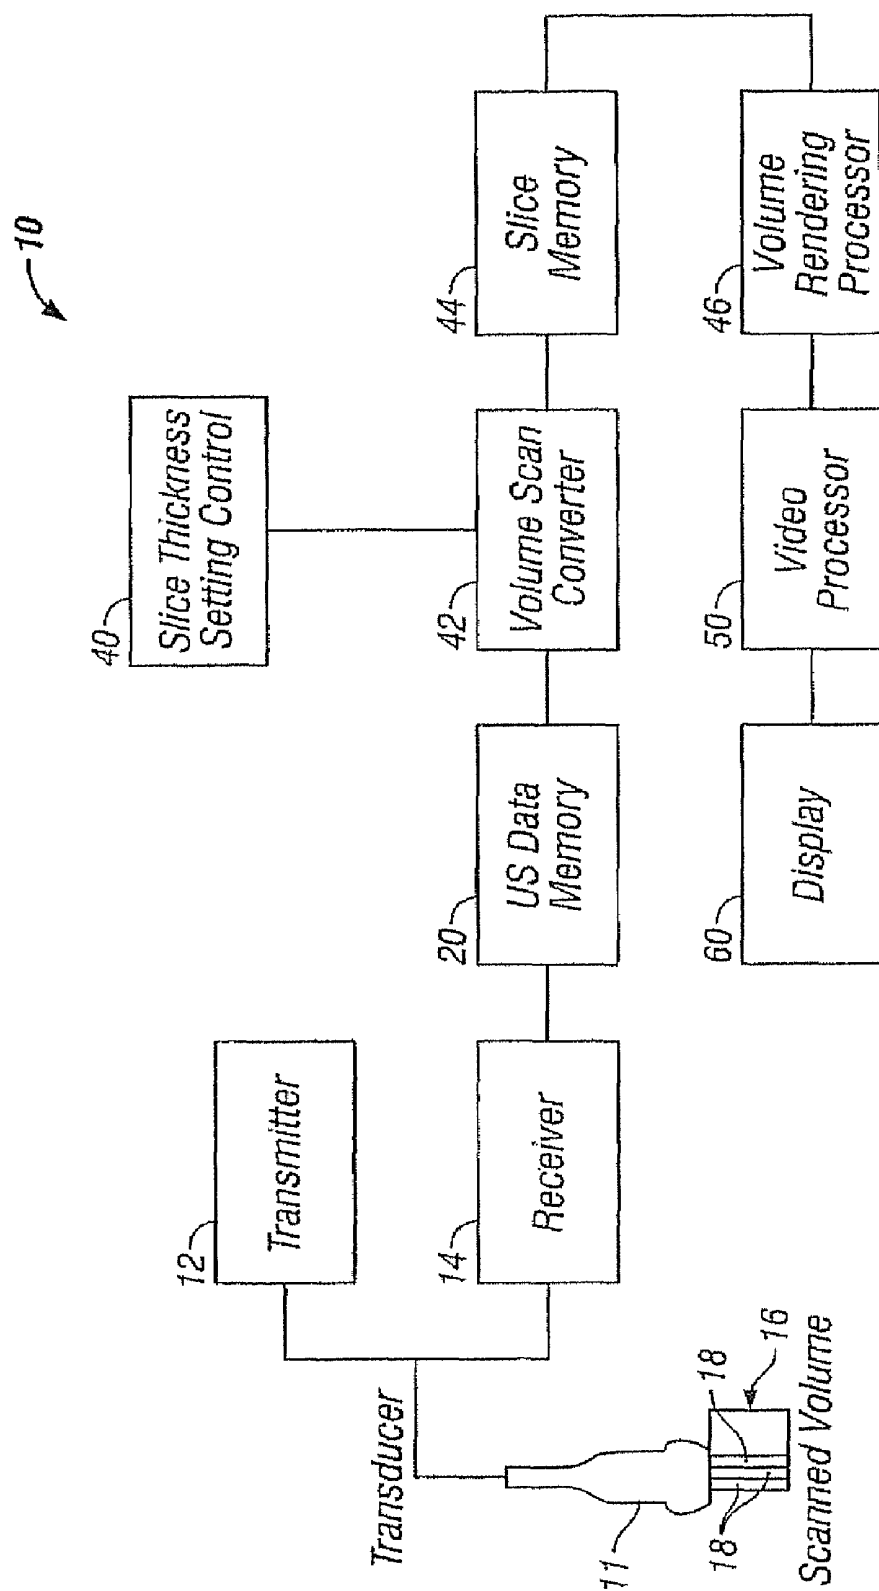 10
40
Slice Thickness
Setting Control
12
Transmitter
Transducer
14
Receiver
20
US Data
Memory
42
Volume Scan
Converter
44
Slice
Memory
11
18
18
16
Scanned Volume
60
Display
50
Video
Processor
46
Volume
Rendering
Processor